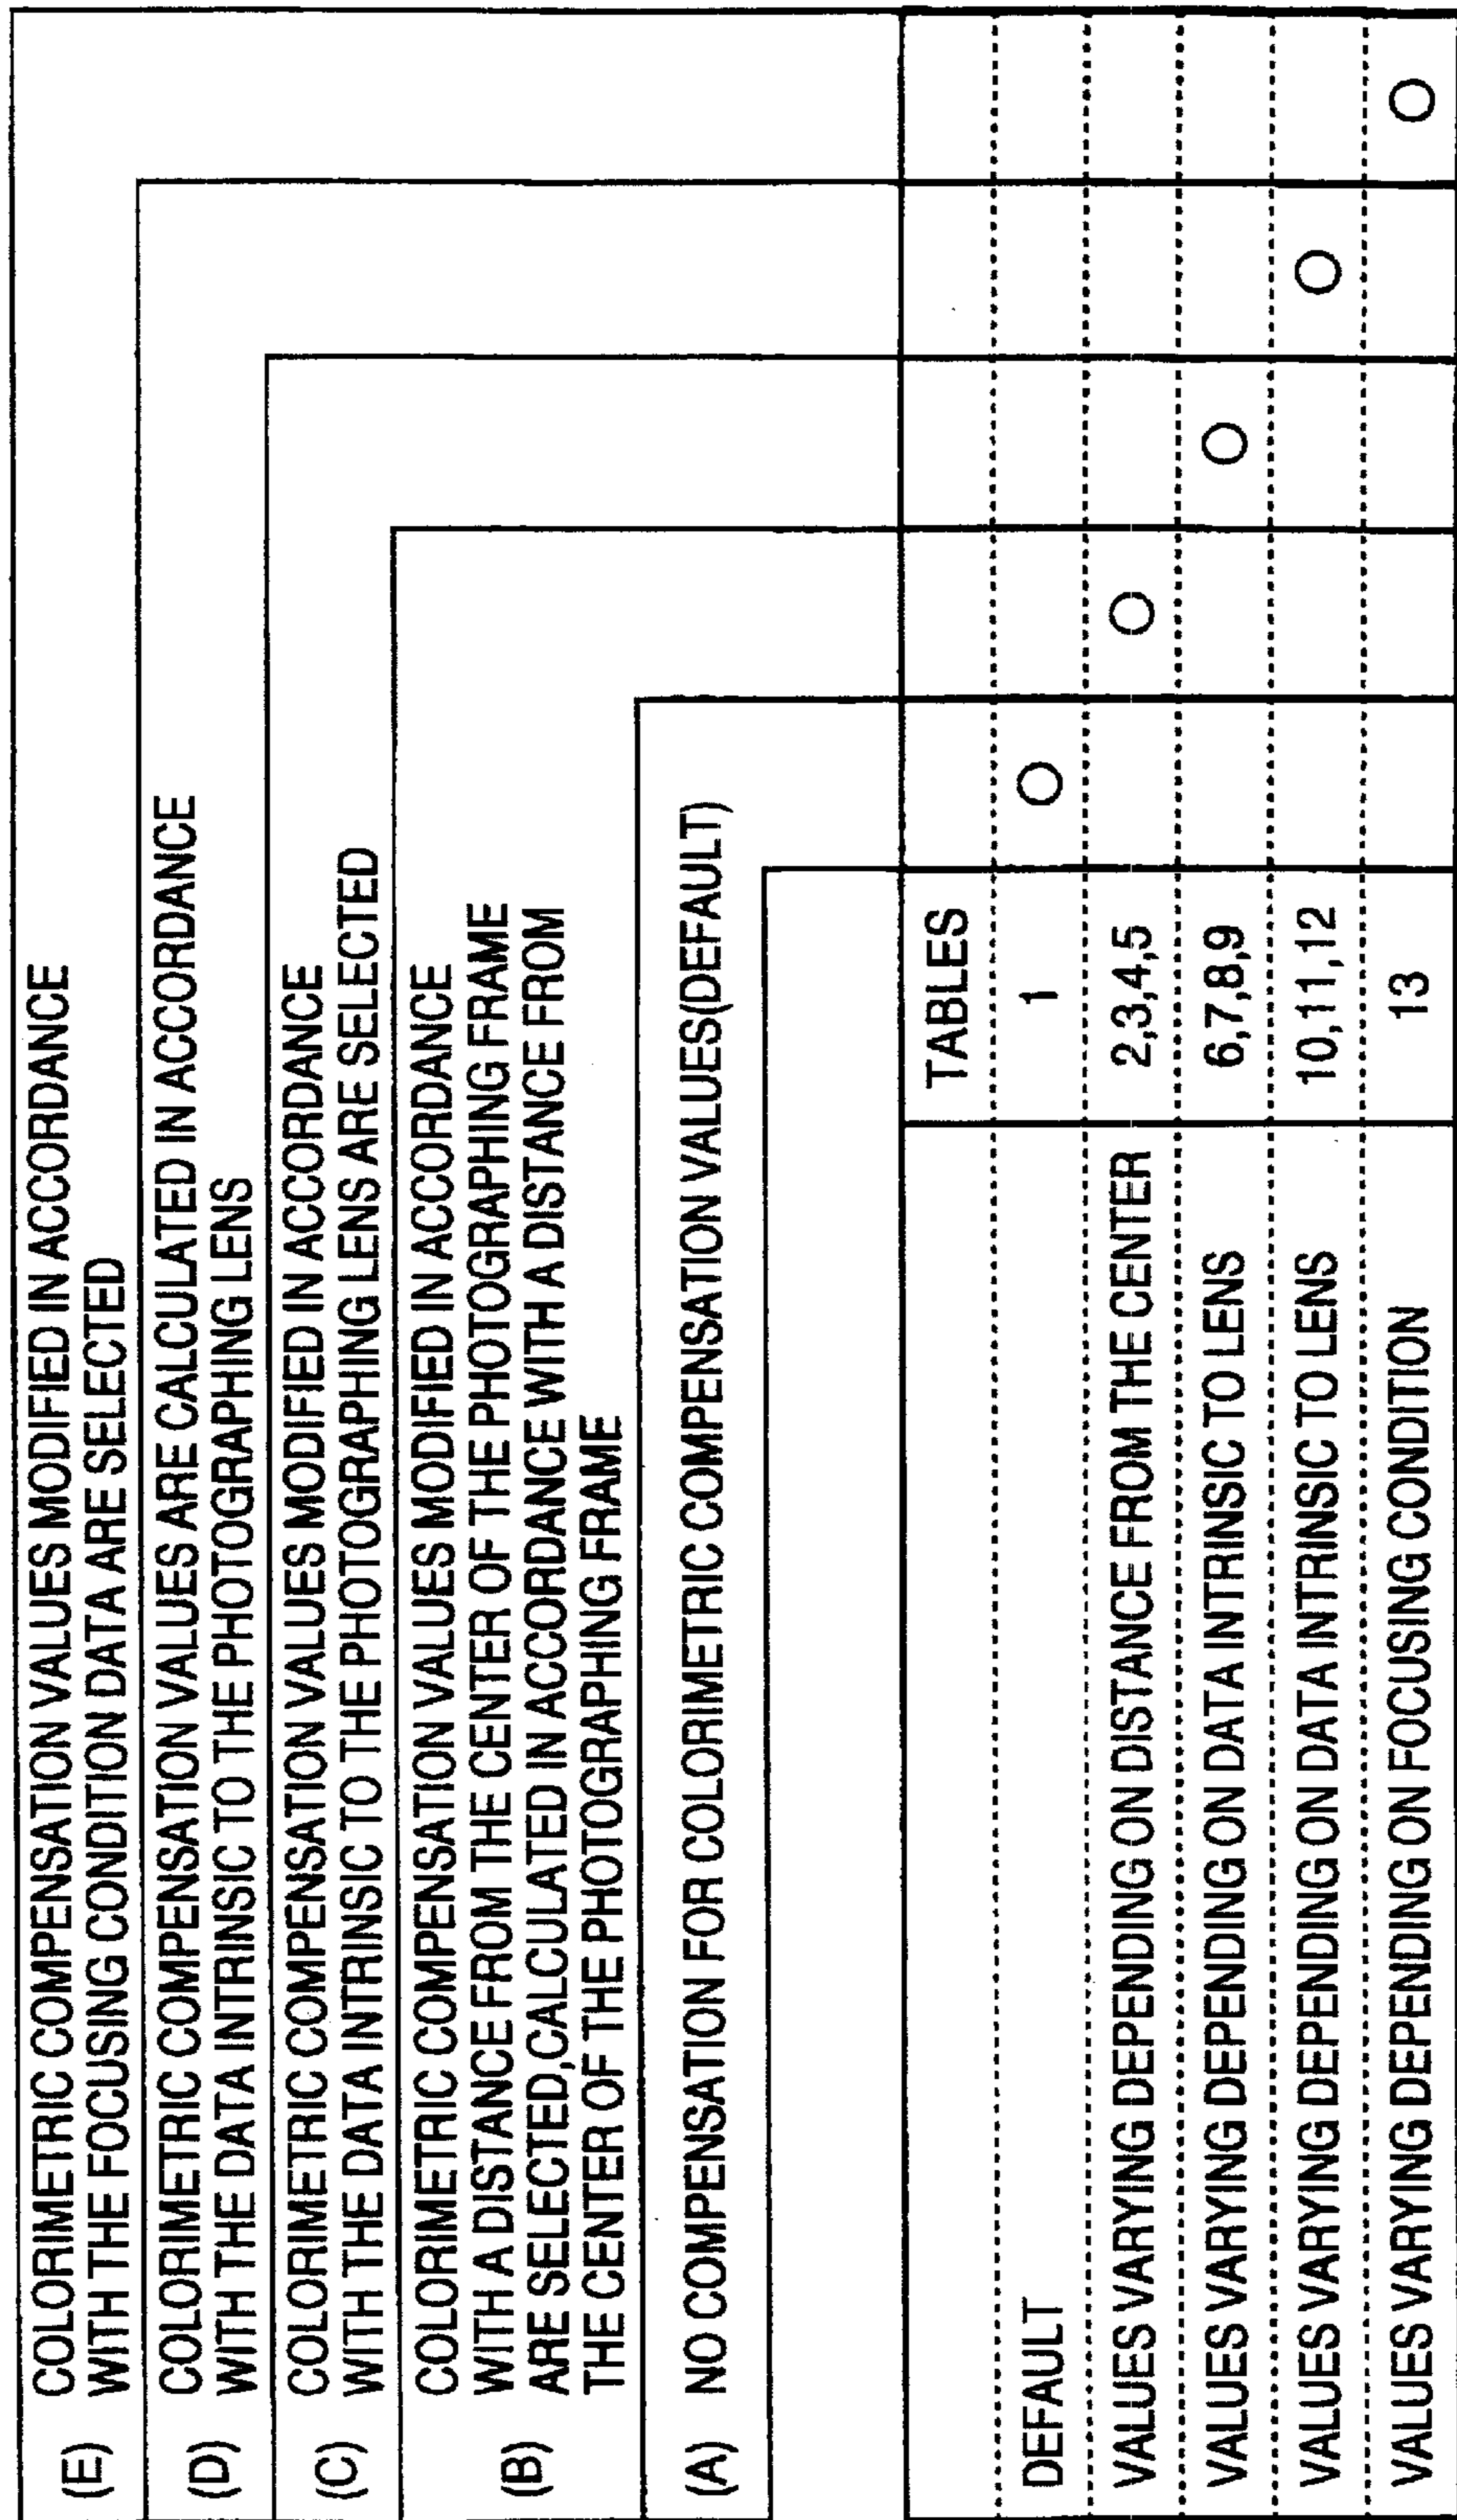 (E) COLORIMETRIC COMPENSATION VALUES MODIFIED IN ACCORDANCE
WITH THE FOCUSING CONDITION DATA ARE SELECTED
(D) COLORIMETRIC COMPENSATION VALUES ARE CALCULATED IN ACCORDANCE
WITH THE DATA INTRINSIC TO THE PHOTOGRAPHING LENS
(C) COLORIMETRIC COMPENSATION VALUES MODIFIED IN ACCORDANCE
WITH THE DATA INTRINSIC TO THE PHOTOGRAPHING LENS ARE SELECTED
(B) COLORIMETRIC COMPENSATION VALUES MODIFIED IN ACCORDANCE
WITH A DISTANCE FROM THE CENTER OF THE PHOTOGRAPHING FRAME
ARE SELECTED,CALCULATED IN ACCORDANCE WITH A DISTANCE FROM
THE CENTER OF THE PHOTOGRAPHING FRAME
(A) NO COMPENSATION FOR COLORIMETRIC COMPENSATION VALUES(DEFAULT)
TABLES
DEFAULT 1 ○
VALUES VARYING DEPENDING ON DISTANCE FROM THE CENTER 2,3,4,5 ○
VALUES VARYING DEPENDING ON DATA INTRINSIC TO LENS 6,7,8,9 ○
VALUES VARYING DEPENDING ON DATA INTRINSIC TO LENS 10,11,12 ○
VALUES VARYING DEPENDING ON FOCUSING CONDITION 13 ○